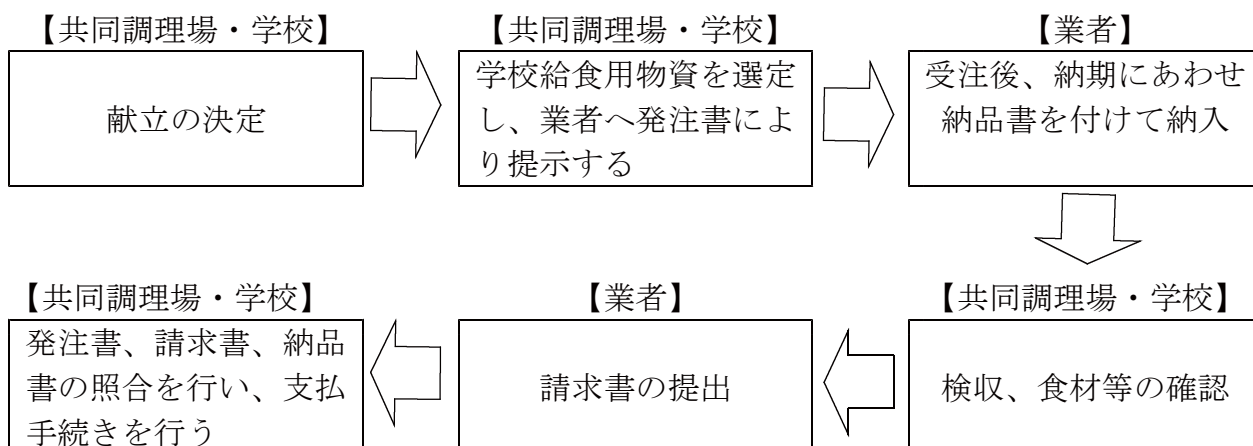 【共同調理場・学校】
献立の決定
【共同調理場・学校】
学校給食用物資を選定
し、業者へ発注書によ
り提示する
【業者】
受注後、納期にあわせ
納品書を付けて納入
【共同調理場・学校】
検収、食材等の確認
【業者】
請求書の提出
【共同調理場・学校】
発注書、請求書、納品
書の照合を行い、支払
手続きを行う